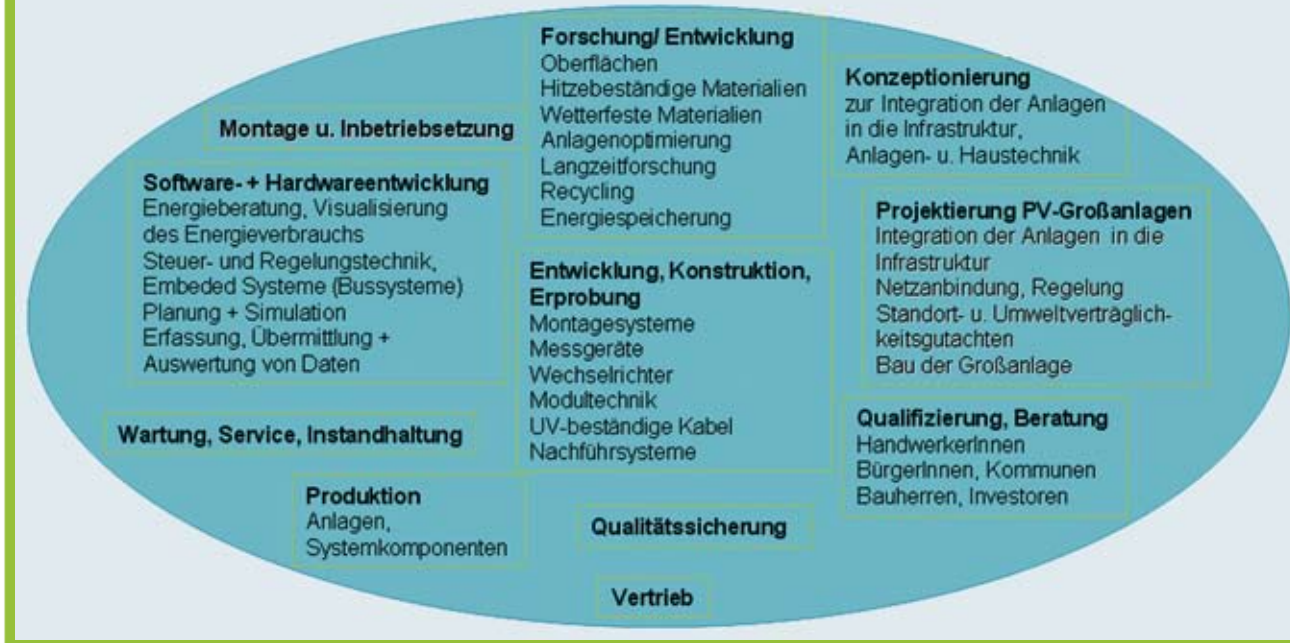 Forschung/ Entwicklung
Oberflächen
Hitzebeständige Materialien
Wetterfeste Materialien
Anlagenoptimierung
Langzeitforschung
Recycling
Energiespeicherung
Konzeptionierung
zur Integration der Anlagen
in die Infrastruktur,
Anlagen- u. Haustechnik
Montage u. Inbetriebsetzung
Software- + Hardwareentwicklung
Energieberatung, Visualisierung
des Energieverbrauchs
Steuer- und Regelungstechnik,
Embeded Systeme (Bussysteme)
Planung + Simulation
Erfassung, Übermittlung +
Auswertung von Daten
Projektierung PV-Großanlagen
Integration der Anlagen in die
Infrastruktur
Netzanbindung, Regelung
Standort- u. Umweltverträglich-
keitsgutachten
Bau der Großanlage
Entwicklung, Konstruktion,
Erprobung
Montagesysteme
Messgeräte
Wechselrichter
Modultechnik
UV-beständige Kabel
Nachführsysteme
Wartung, Service, Instandhaltung
Qualifizierung, Beratung
HandwerkerInnen
BürgerInnen, Kommunen
Bauherren, Investoren
Produktion
Anlagen,
Systemkomponenten
Qualitätssicherung
Vertrieb